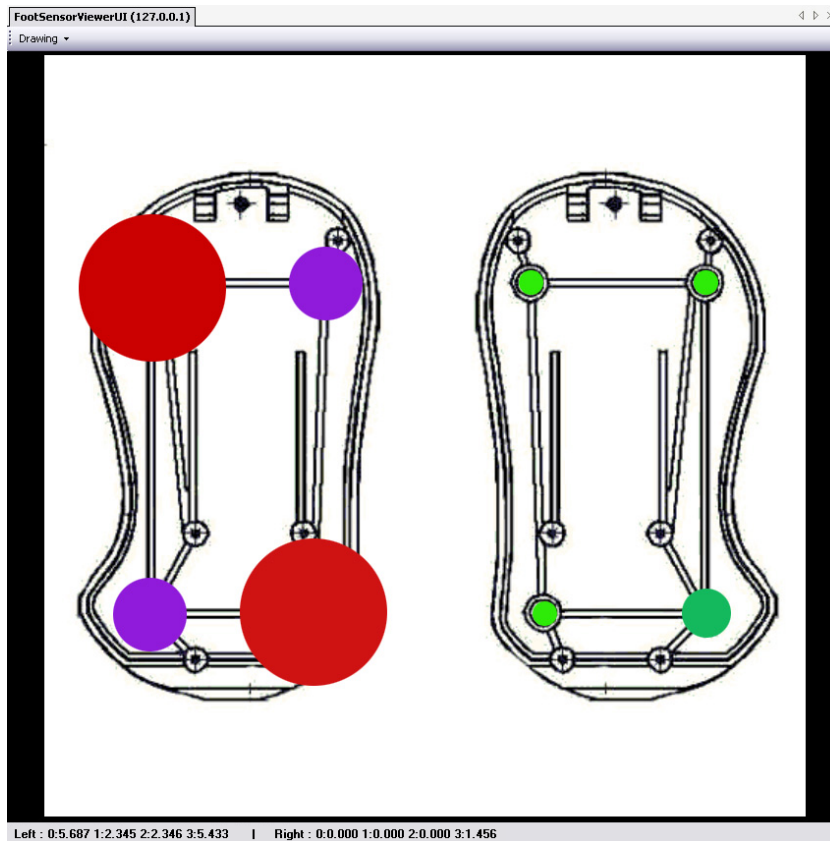 FootSensorViewerUI (127.0.0.1)
Drawing
Left : 0:5.687 1:2.345 2:2.346 3:5.433 | Right : 0:0.000 1:0.000 2:0.000 3:1.456